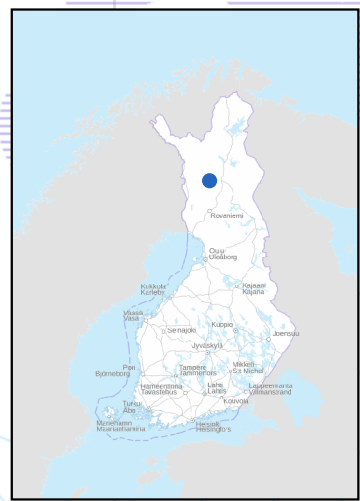 Rovaniemi
Oulu
Uleåborg
Kokkola
Karleby
Kajaani
Kajana
Vaasa
Vasa
Seinäjoki
Kuopio
Joensuu
Jyväskylä
Pori
Björneborg
Tampere
Tammerfors
Mikkeli
S:t Michel
Hämeenlinna
Tavastehus
Lahti
Lahtis
Lappeenranta
Villmanstrand
Turku
Åbo
Kouvola
Mariehamn
Maarianhamina
Helsinki
Helsingfors